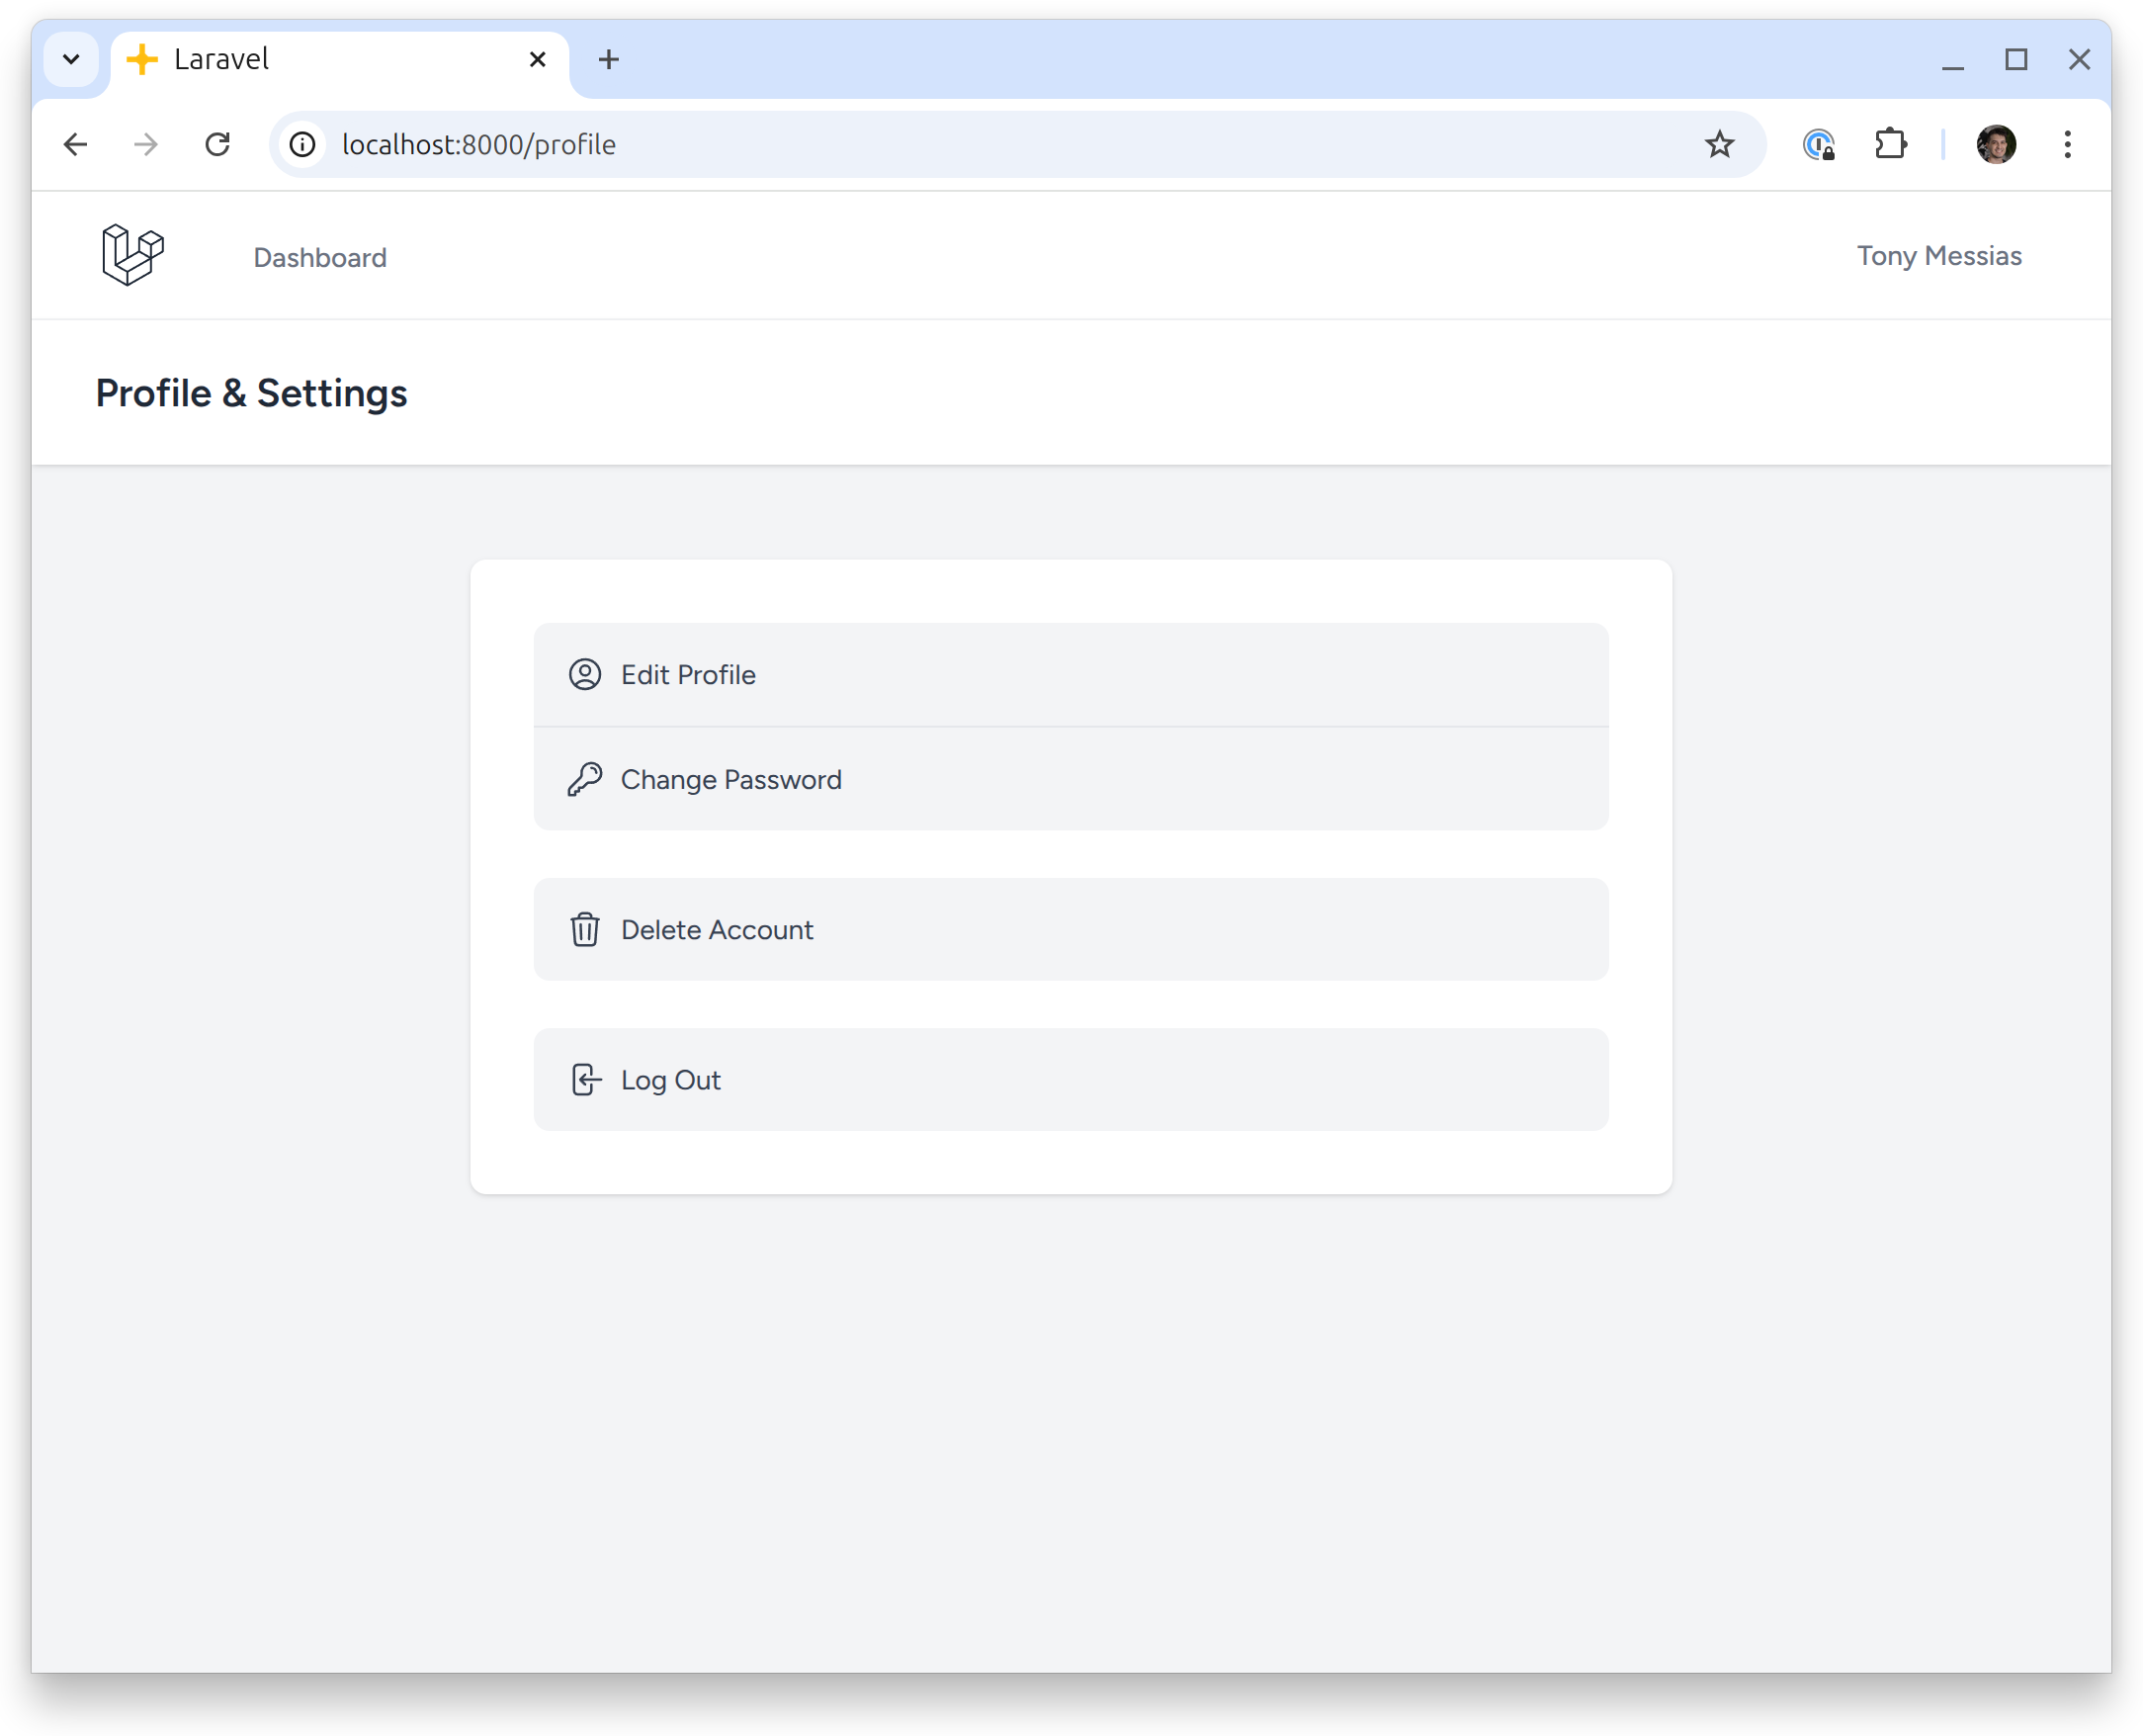 Laravel
localhost:8000/profile
Dashboard
Tony Messias
Profile & Settings
Edit Profile
Change Password
Delete Account
Log Out